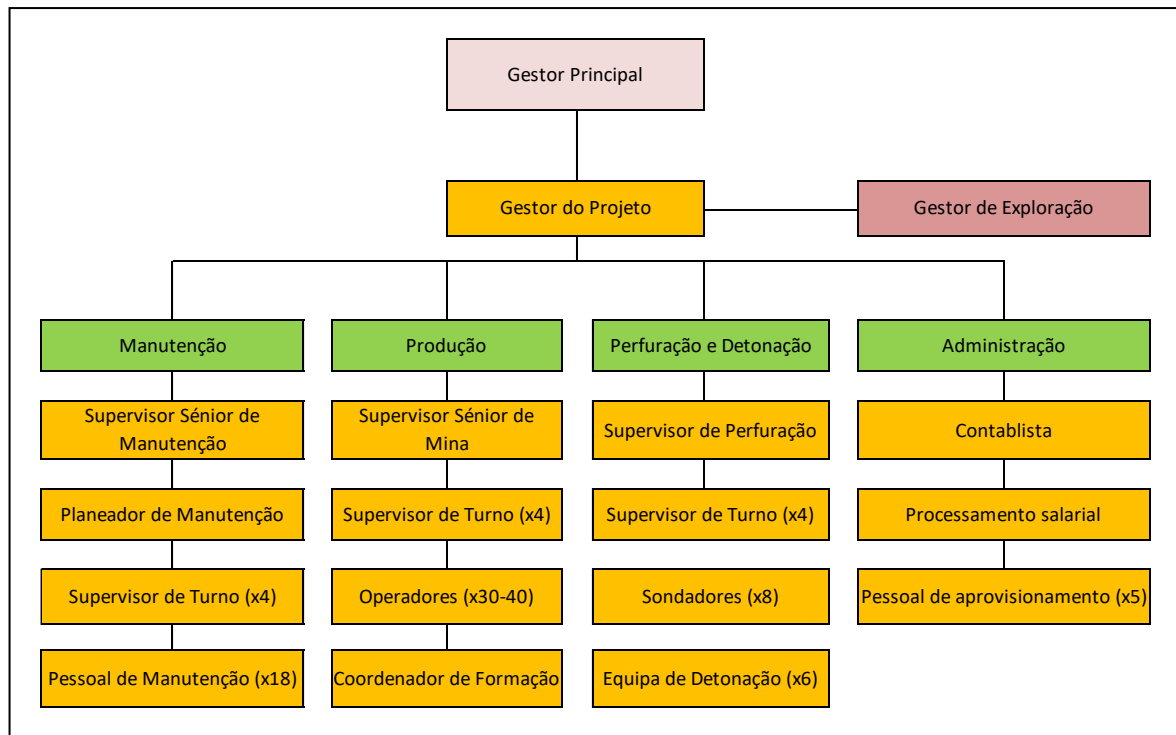 Gestor Principal
Gestor do Projeto
Gestor de Exploração
Manutenção
Produção
Perfuração e Detonação
Administração
Supervisor Sénior de
Manutenção
Supervisor Sénior de
Mina
Supervisor de Perfuração
Contablista
Planeador de Manutenção
Supervisor de Turno (x4)
Supervisor de Turno (x4)
Processamento salarial
Supervisor de Turno (x4)
Operadores (x30-40)
Sondadores (x8)
Pessoal de aprovisionamento (x5)
Pessoal de Manutenção (x18)
Coordenador de Formação
Equipa de Detonação (x6)